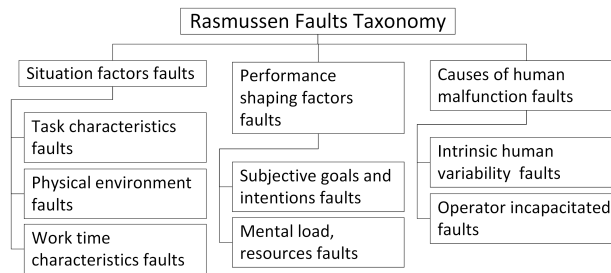 Rasmussen Faults Taxonomy
Situation factors faults
Task characteristics
faults
Physical environment
faults
Work time
characteristics faults
Performance
shaping factors
faults
Subjective goals and
intentions faults
Mental load,
resources faults
Causes of human
malfunction faults
Intrinsic human
variability faults
Operator incapacitated
faults